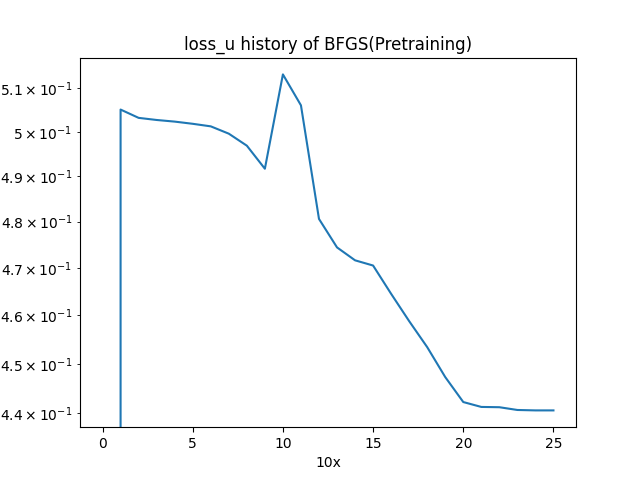 loss_u history of BFGS(Pretraining)
5.1 × 10⁻¹
5 × 10⁻¹
4.9 × 10⁻¹
4.8 × 10⁻¹
4.7 × 10⁻¹
4.6 × 10⁻¹
4.5 × 10⁻¹
4.4 × 10⁻¹
0 5 10 15 20 25
10x